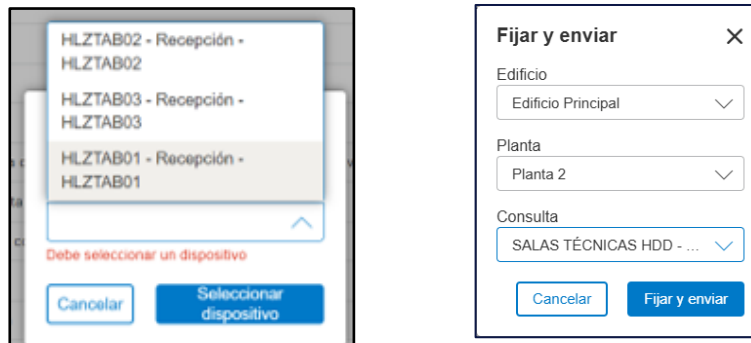 HLZTAB02 - Recepción -
HLZTAB02
HLZTAB03 - Recepción -
HLZTAB03
HLZTAB01 - Recepción -
HLZTAB01
Debe seleccionar un dispositivo
Cancelar
Seleccionar
dispositivo
Fijar y enviar
Edificio
Edificio Principal
Planta
Planta 2
Consulta
SALAS TÉCNICAS HDD - ...
Cancelar
Fijar y enviar